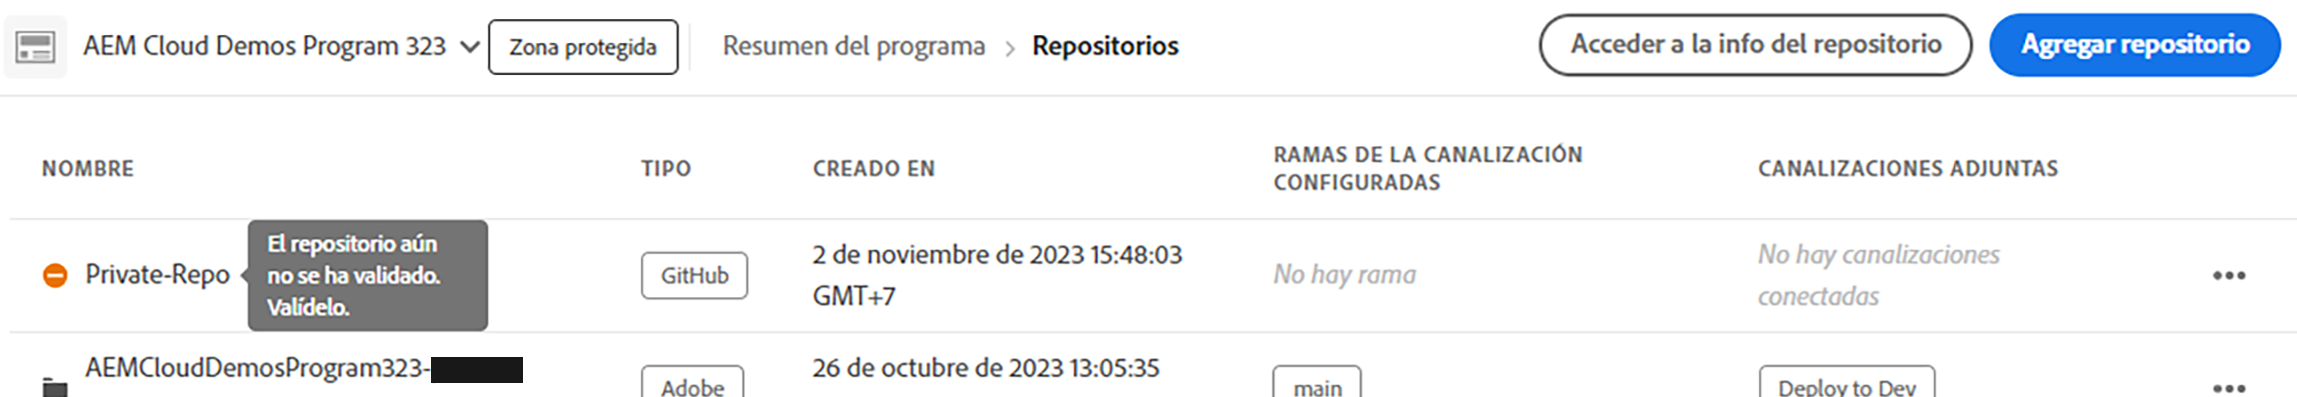 AEM Cloud Demos Program 323
Zona protegida
Resumen del programa > Repositorios
Acceder a la info del repositorio
Agregar repositorio
NOMBRE
TIPO
CREADO EN
RAMAS DE LA CANALIZACIÓN
CONFIGURADAS
CANALIZACIONES ADJUNTAS
Private-Repo
El repositorio aún
no se ha validado.
Valídelo.
GitHub
2 de noviembre de 2023 15:48:03
GMT+7
No hay rama
No hay canalizaciones
conectadas
AEMCloudDemosProgram323-
Adobe
26 de octubre de 2023 13:05:35
main
Deploy to Dev